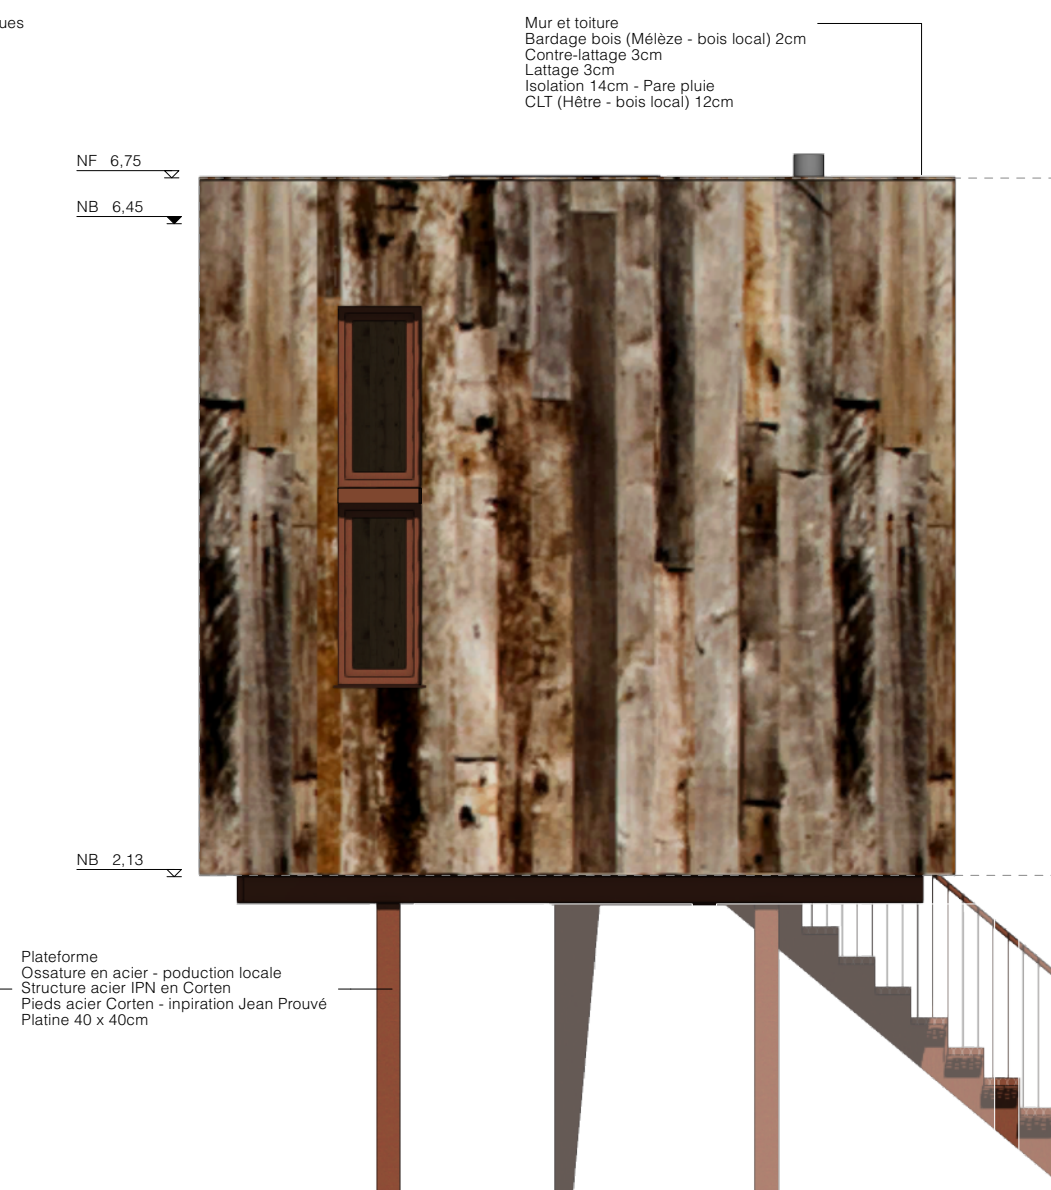 ues
Mur et toiture
Bardage bois (Mélèze - bois local) 2cm
Contre-lattage 3cm
Lattage 3cm
Isolation 14cm - Pare pluie
CLT (Hêtre - bois local) 12cm
NF 6,75
NB 6,45
NB 2,13
Plateforme
Ossature en acier - poduction locale
Structure acier IPN en Corten
Pieds acier Corten - inpiration Jean Prouvé
Platine 40 x 40cm